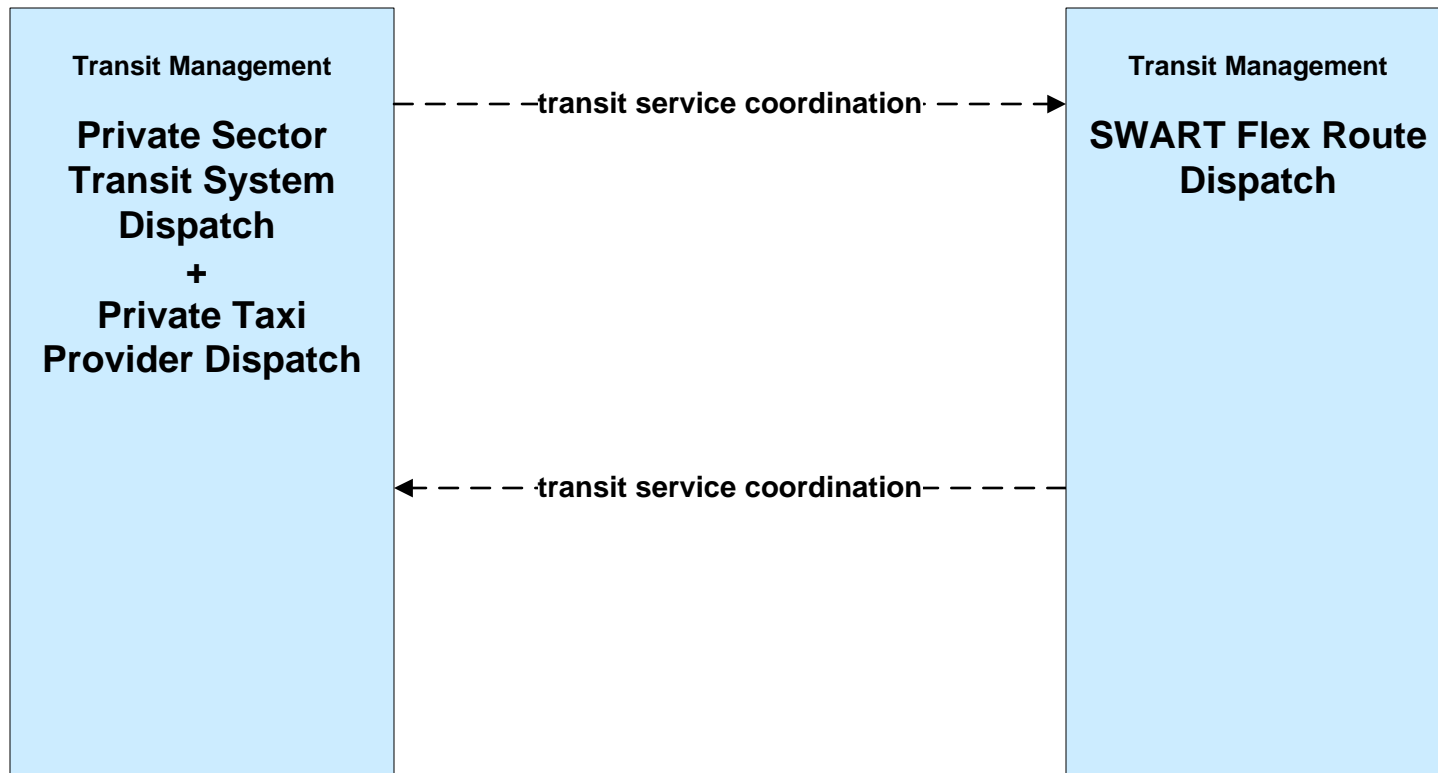 Transit Management
Private Sector
Transit System
Dispatch
+
Private Taxi
Provider Dispatch
transit service coordination
transit service coordination
Transit Management
SWART Flex Route
Dispatch